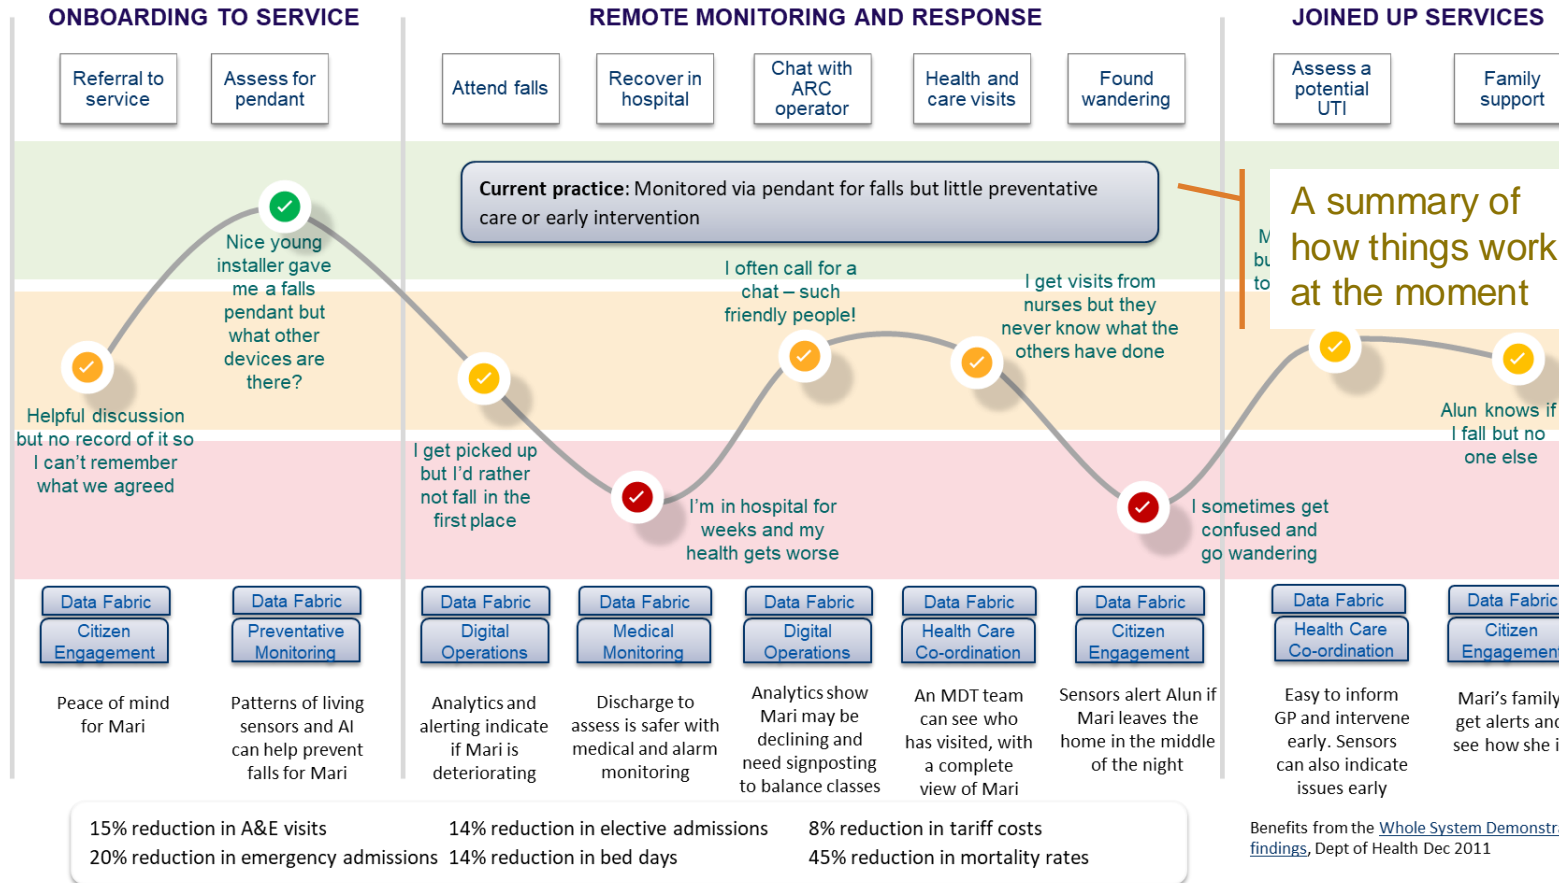 ONBOARDING TO SERVICE
REMOTE MONITORING AND RESPONSE
JOINED UP SERVICES
Referral to
service
Assess for
pendant
Attend falls
Recover in
hospital
Chat with
ARC
operator
Health and
care visits
Found
wandering
Assess a
potential
UTI
Family
support
Current practice: Monitored via pendant for falls but little preventative
care or early intervention
A summary of
how things work
at the moment
Helpful discussion
but no record of it so
I can't remember
what we agreed
Nice young
installer gave
me a falls
pendant but
what other
devices are
there?
I get picked up
but I'd rather
not fall in the
first place
I'm in hospital for
weeks and my
health gets worse
I often call for a
chat – such
friendly people!
I get visits from
nurses but they
never know what the
others have done
I sometimes get
confused and
go wandering
to
Alun knows if
I fall but no
one else
Data Fabric
Citizen
Engagement
Data Fabric
Preventative
Monitoring
Data Fabric
Digital
Operations
Data Fabric
Medical
Monitoring
Data Fabric
Digital
Operations
Data Fabric
Health Care
Co-ordination
Data Fabric
Citizen
Engagement
Data Fabric
Health Care
Co-ordination
Data Fabric
Citizen
Engagement
Peace of mind
for Mari
Patterns of living
sensors and AI
can help prevent
falls for Mari
Analytics and
alerting indicate
if Mari is
deteriorating
Discharge to
assess is safer with
medical and alarm
monitoring
Analytics show
Mari may be
declining and
need signposting
to balance classes
An MDT team
can see who
has visited, with
a complete
view of Mari
Sensors alert Alun if
Mari leaves the
home in the middle
of the night
Easy to inform
GP and intervene
early. Sensors
can also indicate
issues early
Mari's family
get alerts and
see how she
15% reduction in A&E visits
20% reduction in emergency admissions
14% reduction in elective admissions
14% reduction in bed days
8% reduction in tariff costs
45% reduction in mortality rates
Benefits from the Whole System
findings, Dept of Health Dec 2011